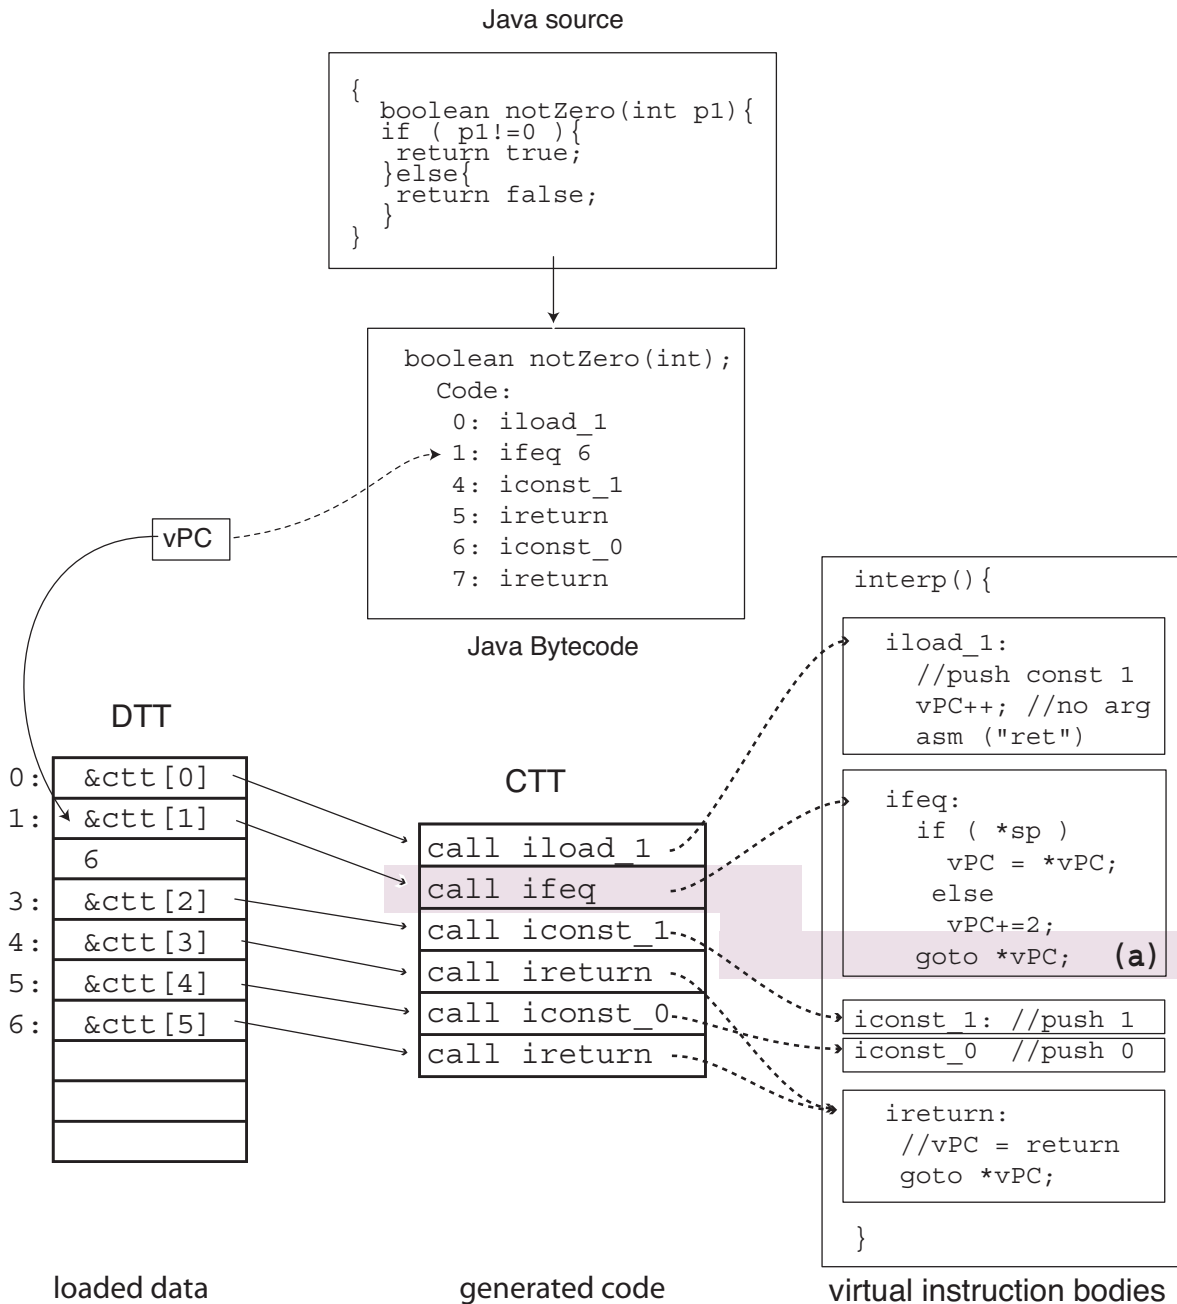 Java source
{
boolean notZero(int p1){
if ( p1!=0 ){
return true;
}else{
return false;
}
}
boolean notZero(int);
Code:
0: iload_1
1: ifeq 6
4: iconst_1
5: ireturn
6: iconst_0
7: ireturn
Java Bytecode
vPC
DTT
0: &ctt[0]
1: &ctt[1]
6
3: &ctt[2]
4: &ctt[3]
5: &ctt[4]
6: &ctt[5]
loaded data
CTT
call iload_1
call ifeq
call iconst_1
call ireturn
call iconst_0
call ireturn
generated code
interp(){
iload_1:
//push const 1
vPC++; //no arg
asm ("ret")
ifeq:
if ( *sp )
vPC = *vPC;
else
vPC+=2;
goto *vPC; (a)
iconst_1: //push 1
iconst_0 //push 0
ireturn:
//vPC = return
goto *vPC;
}
virtual instruction bodies